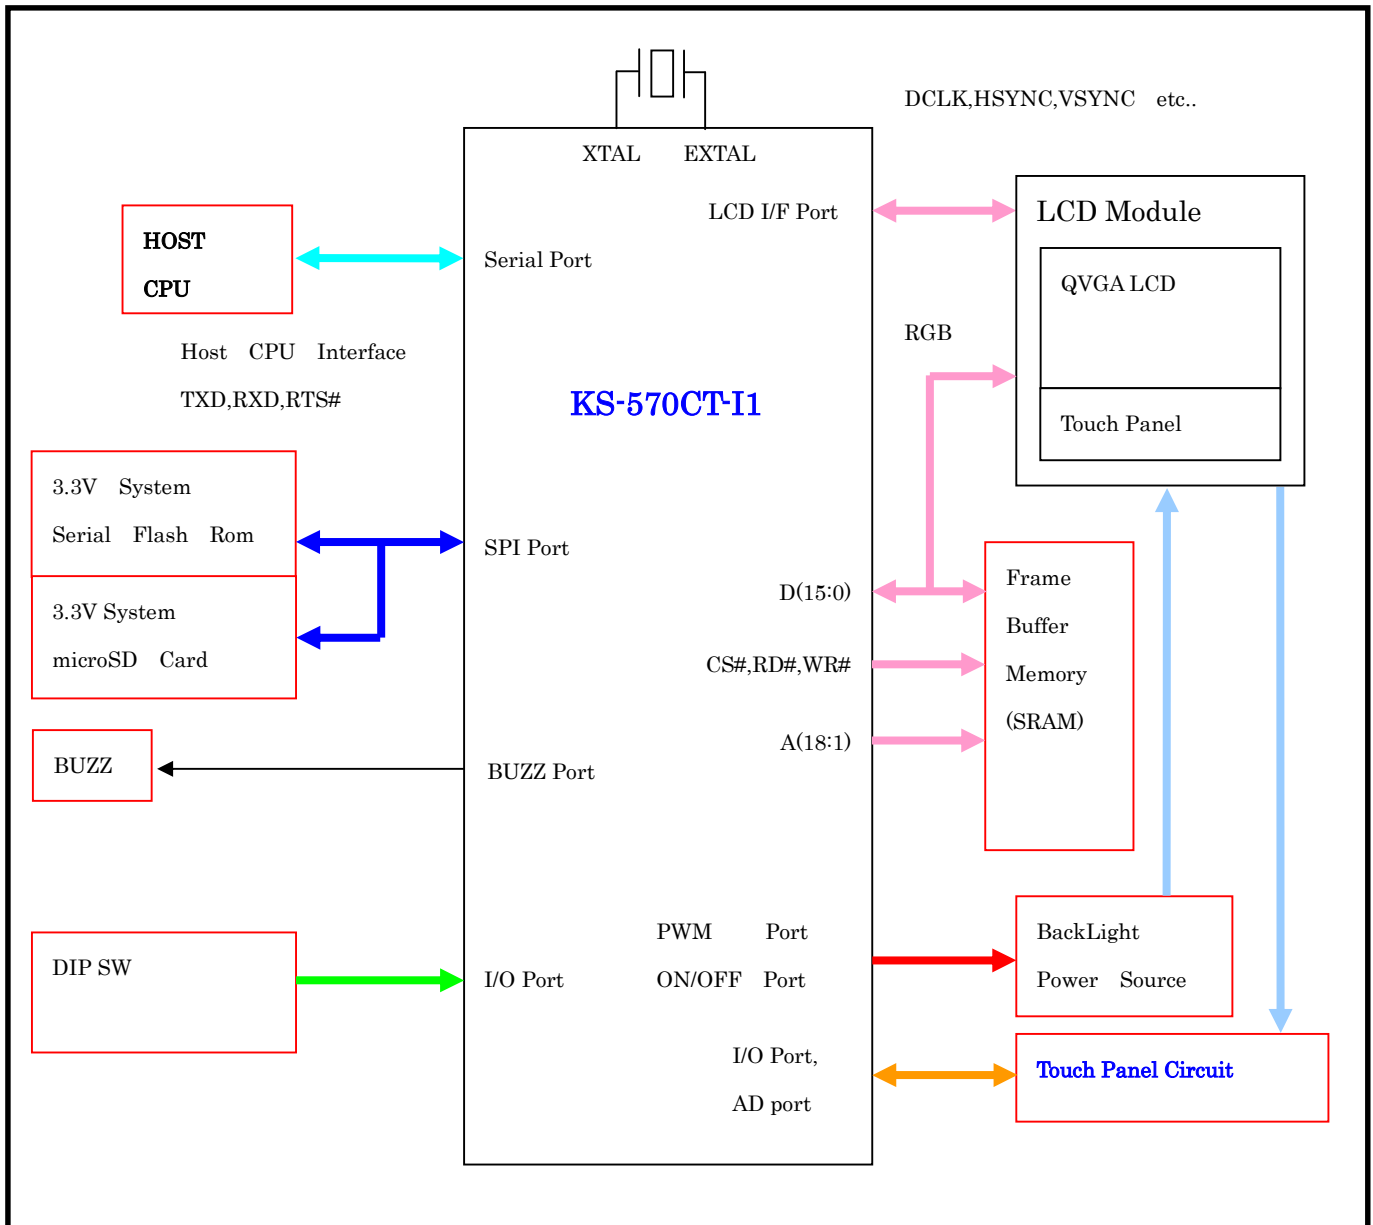 DCLK,HSYNC,VSYNC etc..
XTAL EXTAL
LCD I/F Port
LCD Module
HOST
CPU
Serial Port
QVGA LCD
RGB
Host CPU Interface
TXD,RXD,RTS#
KS-570CT-I1
Touch Panel
3.3V System
Serial Flash Rom
SPI Port
3.3V System
microSD Card
D(15:0)
CS#,RD#,WR#
A(18:1)
Frame
Buffer
Memory
(SRAM)
BUZZ
BUZZ Port
DIP SW
I/O Port
PWM Port
ON/OFF Port
BackLight
Power Source
I/O Port,
AD port
Touch Panel Circuit